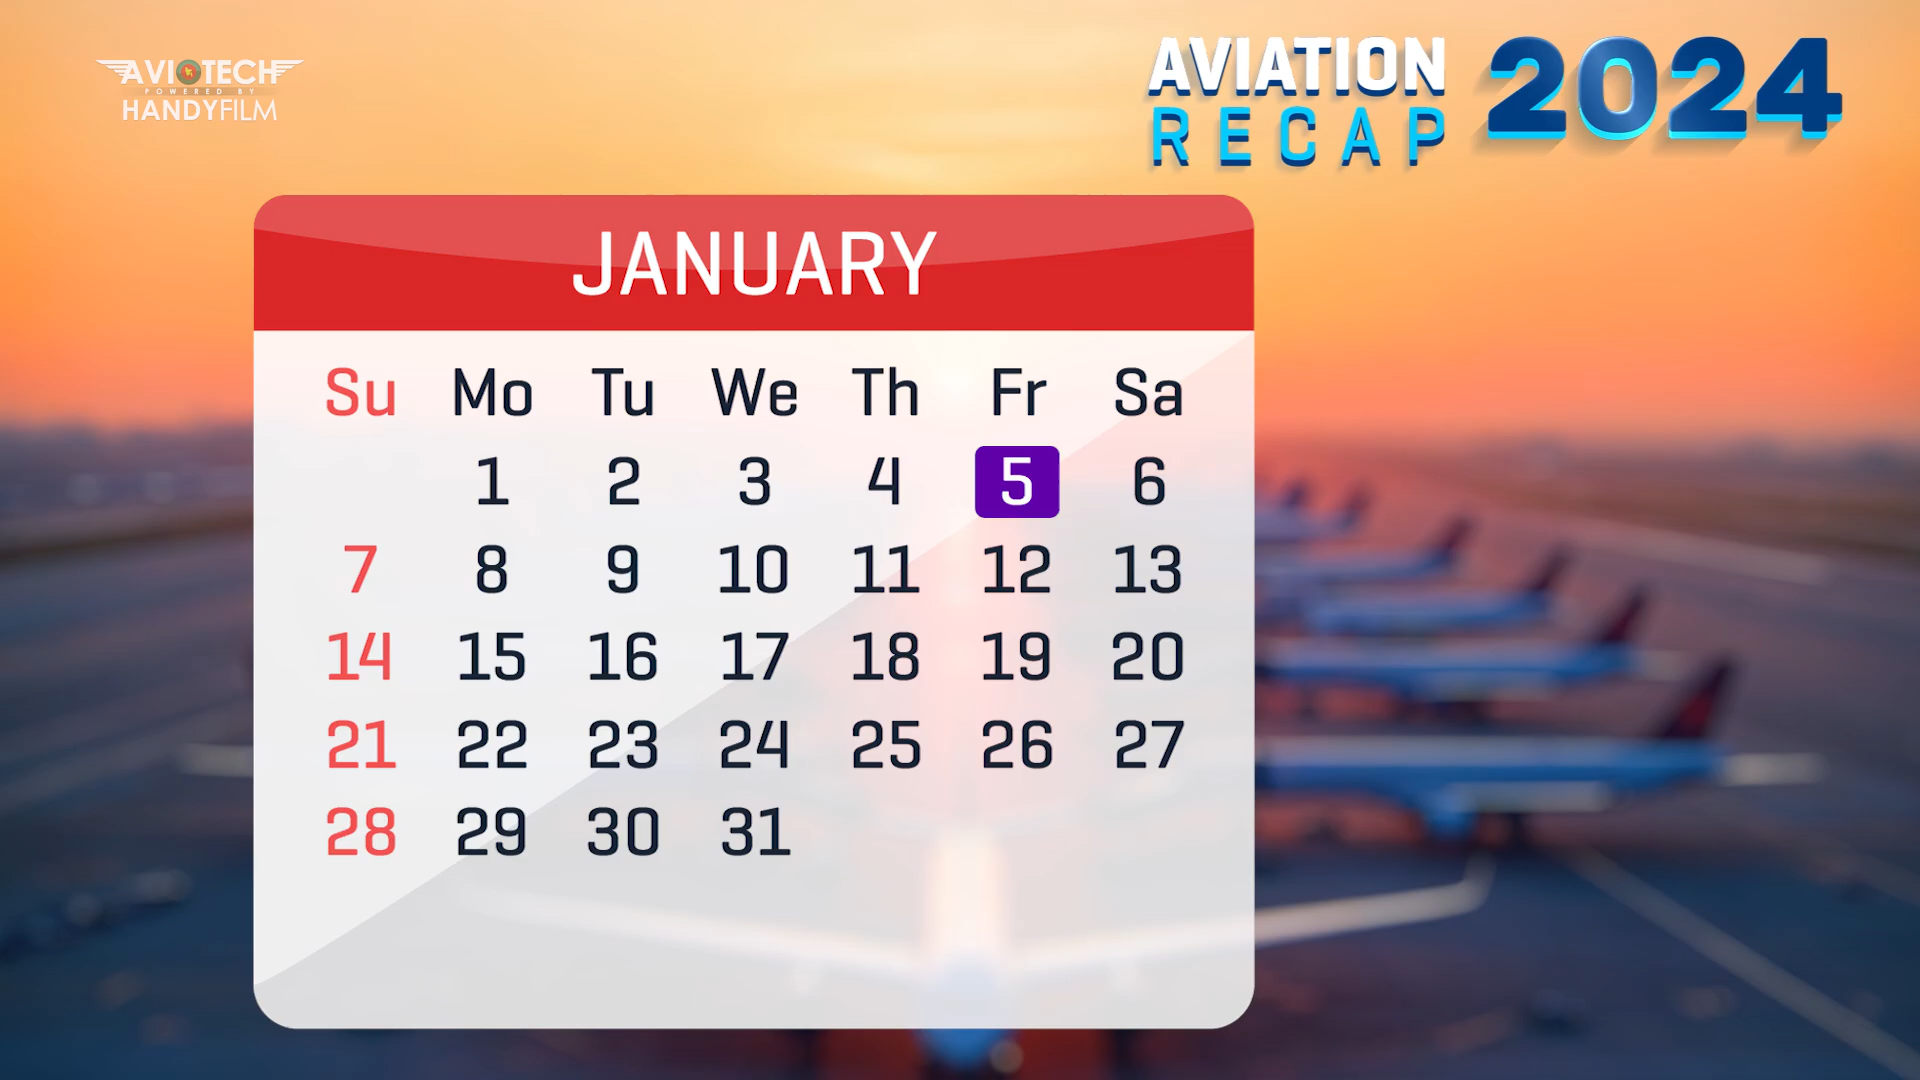 AVIOTECH
POWERED BY
HANDYFILM
AVIATION
RECAP
2024
JANUARY
Su Mo Tu We Th Fr Sa
1 2 3 4 5 6
7 8 9 10 11 12 13
14 15 16 17 18 19 20
21 22 23 24 25 26 27
28 29 30 31